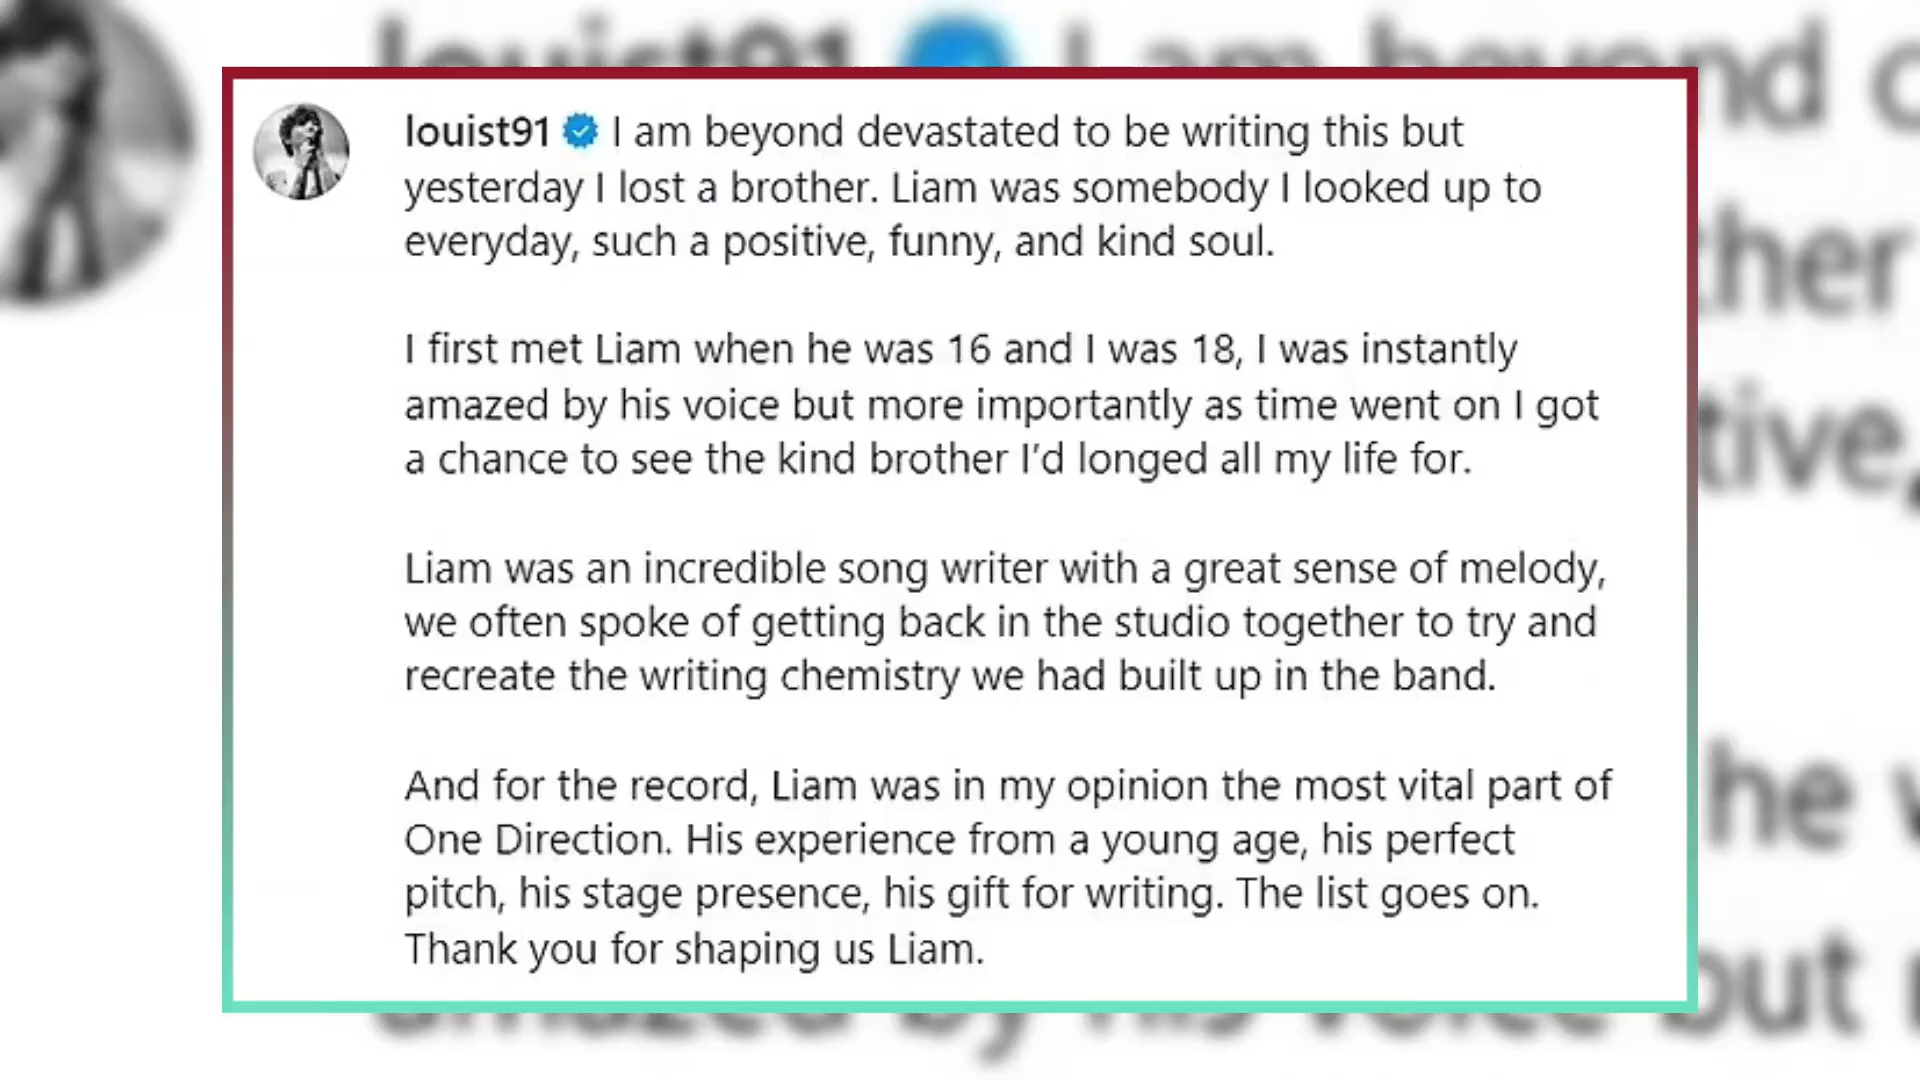 louist91 I am beyond devastated to be writing this but
yesterday I lost a brother. Liam was somebody I looked up to
everyday, such a positive, funny, and kind soul.
I first met Liam when he was 16 and I was 18, I was instantly
amazed by his voice but more importantly as time went on I got
a chance to see the kind brother I'd longed all my life for.
Liam was an incredible song writer with a great sense of melody,
we often spoke of getting back in the studio together to try and
recreate the writing chemistry we had built up in the band.
And for the record, Liam was in my opinion the most vital part of
One Direction. His experience from a young age, his perfect
pitch, his stage presence, his gift for writing. The list goes on.
Thank you for shaping us Liam.